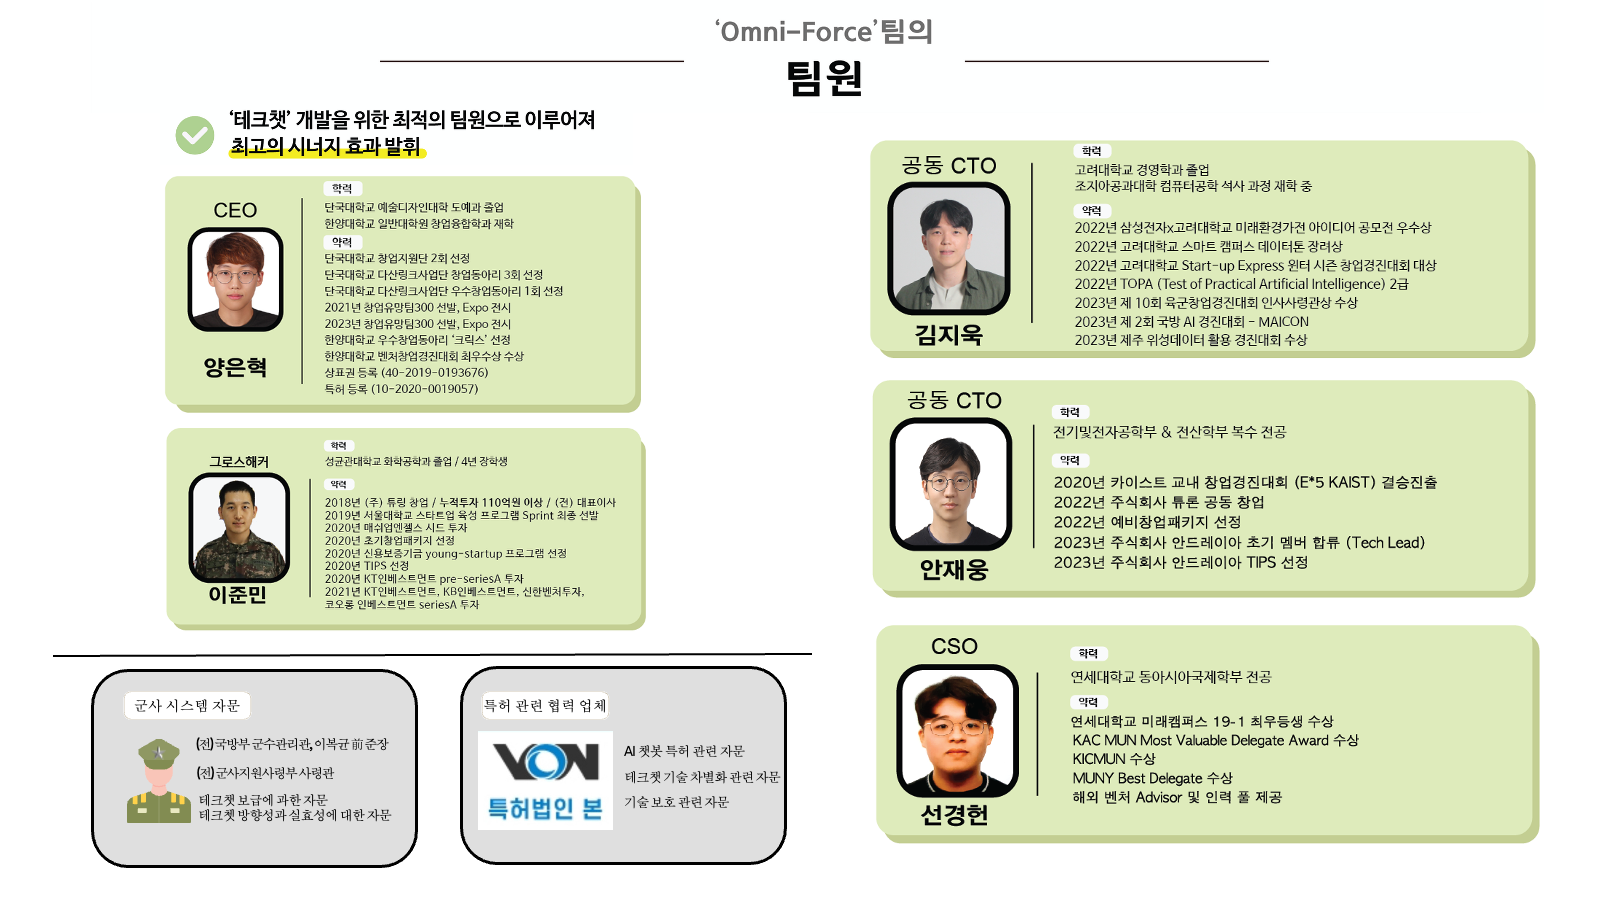 ‘Omni-Force’팀의
팀원
‘테크챗’ 개발을 위한 최적의 팀원으로 이루어져
최고의 시너지 효과 발휘
CEO
양은혁
학력
단국대학교 예술디자인대학 도예과 졸업
한양대학교 일반대학원 창업융합학과 재학
약력
단국대학교 창업지원단 2회 선정
단국대학교 다산링크사업단 창업동아리 3회 선정
단국대학교 다산링크사업단 우수창업동아리 1회 선정
2021년 창업유망팀300 선발, Expo 전시
2023년 창업유망팀300 선발, Expo 전시
한양대학교 우수창업동아리 ‘크릭스’ 선정
한양대학교 벤처창업경진대회 최우수상 수상
상표권 등록 (40-2019-0193676)
특허 등록 (10-2020-0019057)
그로스해커
이준민
학력
성균관대학교 화학공학과 졸업 / 4년 장학생
약력
2018년 (주) 튜링 창업 / 누적투자 110억원 이상 / (전) 대표이사
2019년 서울대학교 스타트업 육성 프로그램 Sprint 최종 선발
2020년 매쉬업엔젤스 시드 투자
2020년 초기창업패키지 선정
2020년 신용보증기금 young-startup 프로그램 선정
2020년 TIPS 선정
2020년 KT인베스트먼트 pre-seriesA 투자
2021년 KT인베스트먼트, KB인베스트먼트, 신한벤처투자,
코오롱 인베스트먼트 seriesA 투자
군사 시스템 자문
(전)국방부 군수관리관, 이복균 前 준장
(전)군사지원사령부 사령관
테크챗 보급에 과한 자문
테크챗 방향성과 실효성에 대한 자문
특허 관련 협력 업체
VON
특허법인 본
AI 챗봇 특허 관련 자문
테크챗 기술 차별화 관련 자문
기술 보호 관련 자문
공동 CTO
김지욱
학력
고려대학교 경영학과 졸업
조지아공과대학 컴퓨터공학 석사 과정 재학 중
약력
2022년 삼성전자x고려대학교 미래환경가전 아이디어 공모전 우수상
2022년 고려대학교 스마트 캠퍼스 데이터톤 장려상
2022년 고려대학교 Start-up Express 윈터 시즌 창업경진대회 대상
2022년 TOPA (Test of Practical Artificial Intelligence) 2급
2023년 제 10회 육군창업경진대회 인사사령관상 수상
2023년 제 2회 국방 AI 경진대회 - MAICON
2023년 제주 위성데이터 활용 경진대회 수상
공동 CTO
안재웅
학력
전기및전자공학부 & 전산학부 복수 전공
약력
2020년 카이스트 교내 창업경진대회 (E*5 KAIST) 결승진출
2022년 주식회사 튜론 공동 창업
2022년 예비창업패키지 선정
2023년 주식회사 안드레이아 초기 멤버 합류 (Tech Lead)
2023년 주식회사 안드레이아 TIPS 선정
CSO
선경헌
학력
연세대학교 동아시아국제학부 전공
약력
연세대학교 미래캠퍼스 19-1 최우등생 수상
KAC MUN Most Valuable Delegate Award 수상
KICMUN 수상
MUNY Best Delegate 수상
해외 벤처 Advisor 및 인력 풀 제공